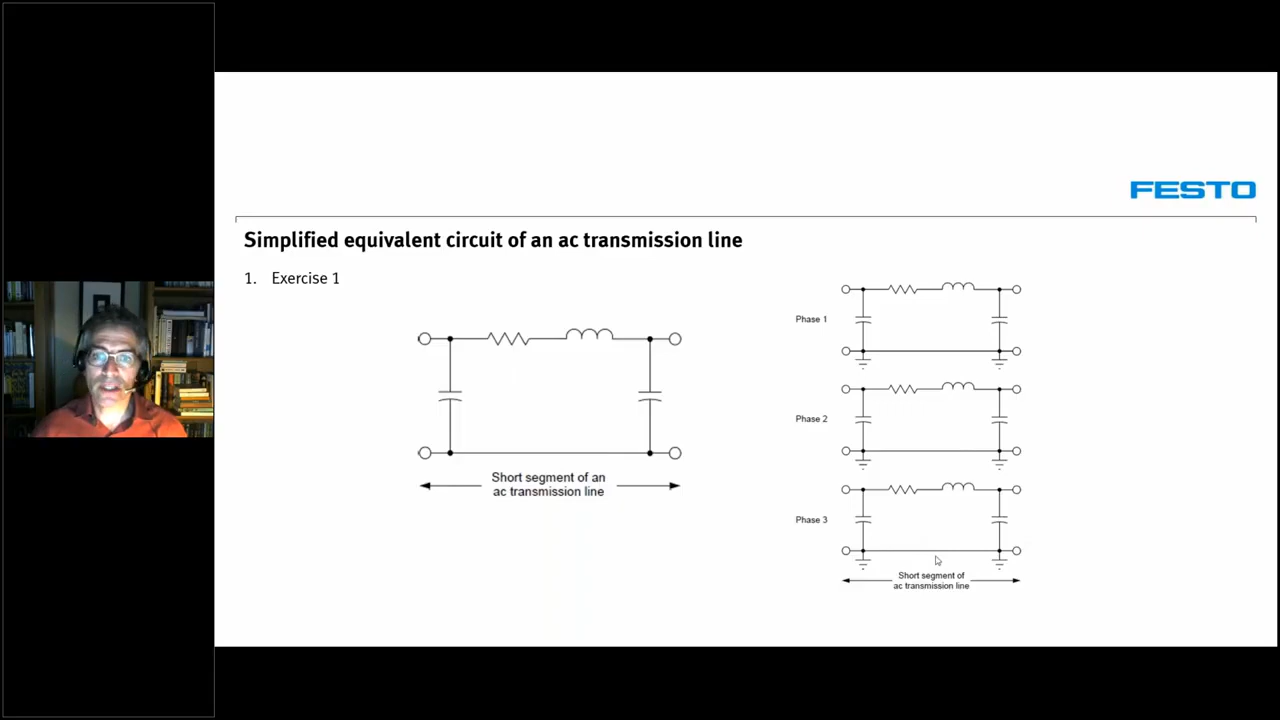 FESTO
Simplified equivalent circuit of an ac transmission line
1. Exercise 1
Short segment of an
ac transmission line
Phase 1
Phase 2
Phase 3
Short segment of
ac transmission line